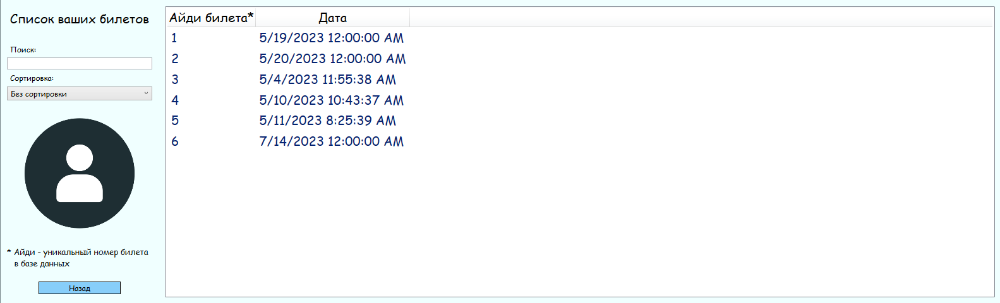 Список ваших билетов
Поиск:
Сортировка:
Без сортировки
* Айди - уникальный номер билета
в базе данных
Назад
Айди билета* Дата
1 5/19/2023 12:00:00 AM
2 5/20/2023 12:00:00 AM
3 5/4/2023 11:55:38 AM
4 5/10/2023 10:43:37 AM
5 5/11/2023 8:25:39 AM
6 7/14/2023 12:00:00 AM